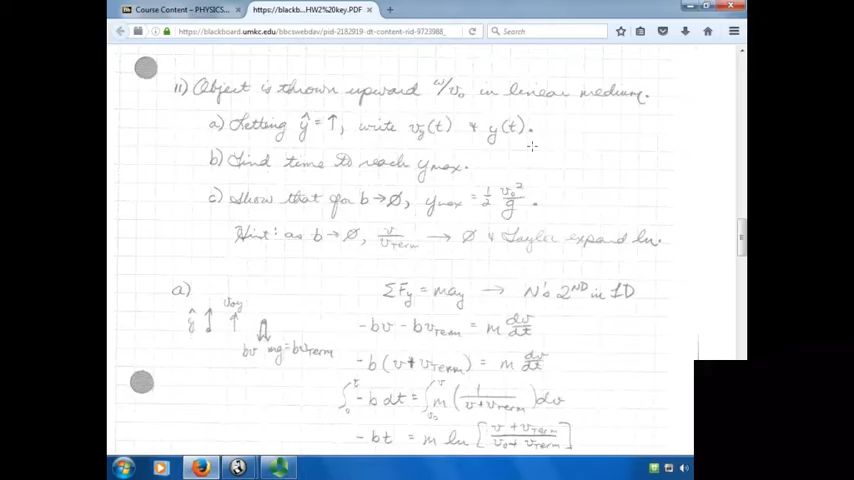 Course Content – PHYSICS... × https://blackb...HW2%20key.PDF ×
https://blackboard.umkc.edu/bbcswebdav/pid-2182919-dt-content-rid-9723988_ Search
11) Object is thrown upward w/v₀ in linear medium.
a) Letting ŷ = ↑, write v_y(t) & y(t).
b) Find time to reach y_max.
c) Show that for b → ∅, y_max = 1/2 v₀²/g.
Hint: as b → ∅, v/v_Term → ∅ & Taylor expand ln.
a) ΣF_y = ma_y → N's 2ND in 1D
ŷ v_oy
bv mg = bv_Term
-bv - bv_Term = m dv/dt
-b(v + v_Term) = m dv/dt
∫₀ᵗ -b dt = ∫_{v₀}^{v} m (1/(v + v_Term)) dv
-bt = m ln [(v + v_Term)/(v₀ + v_Term)]